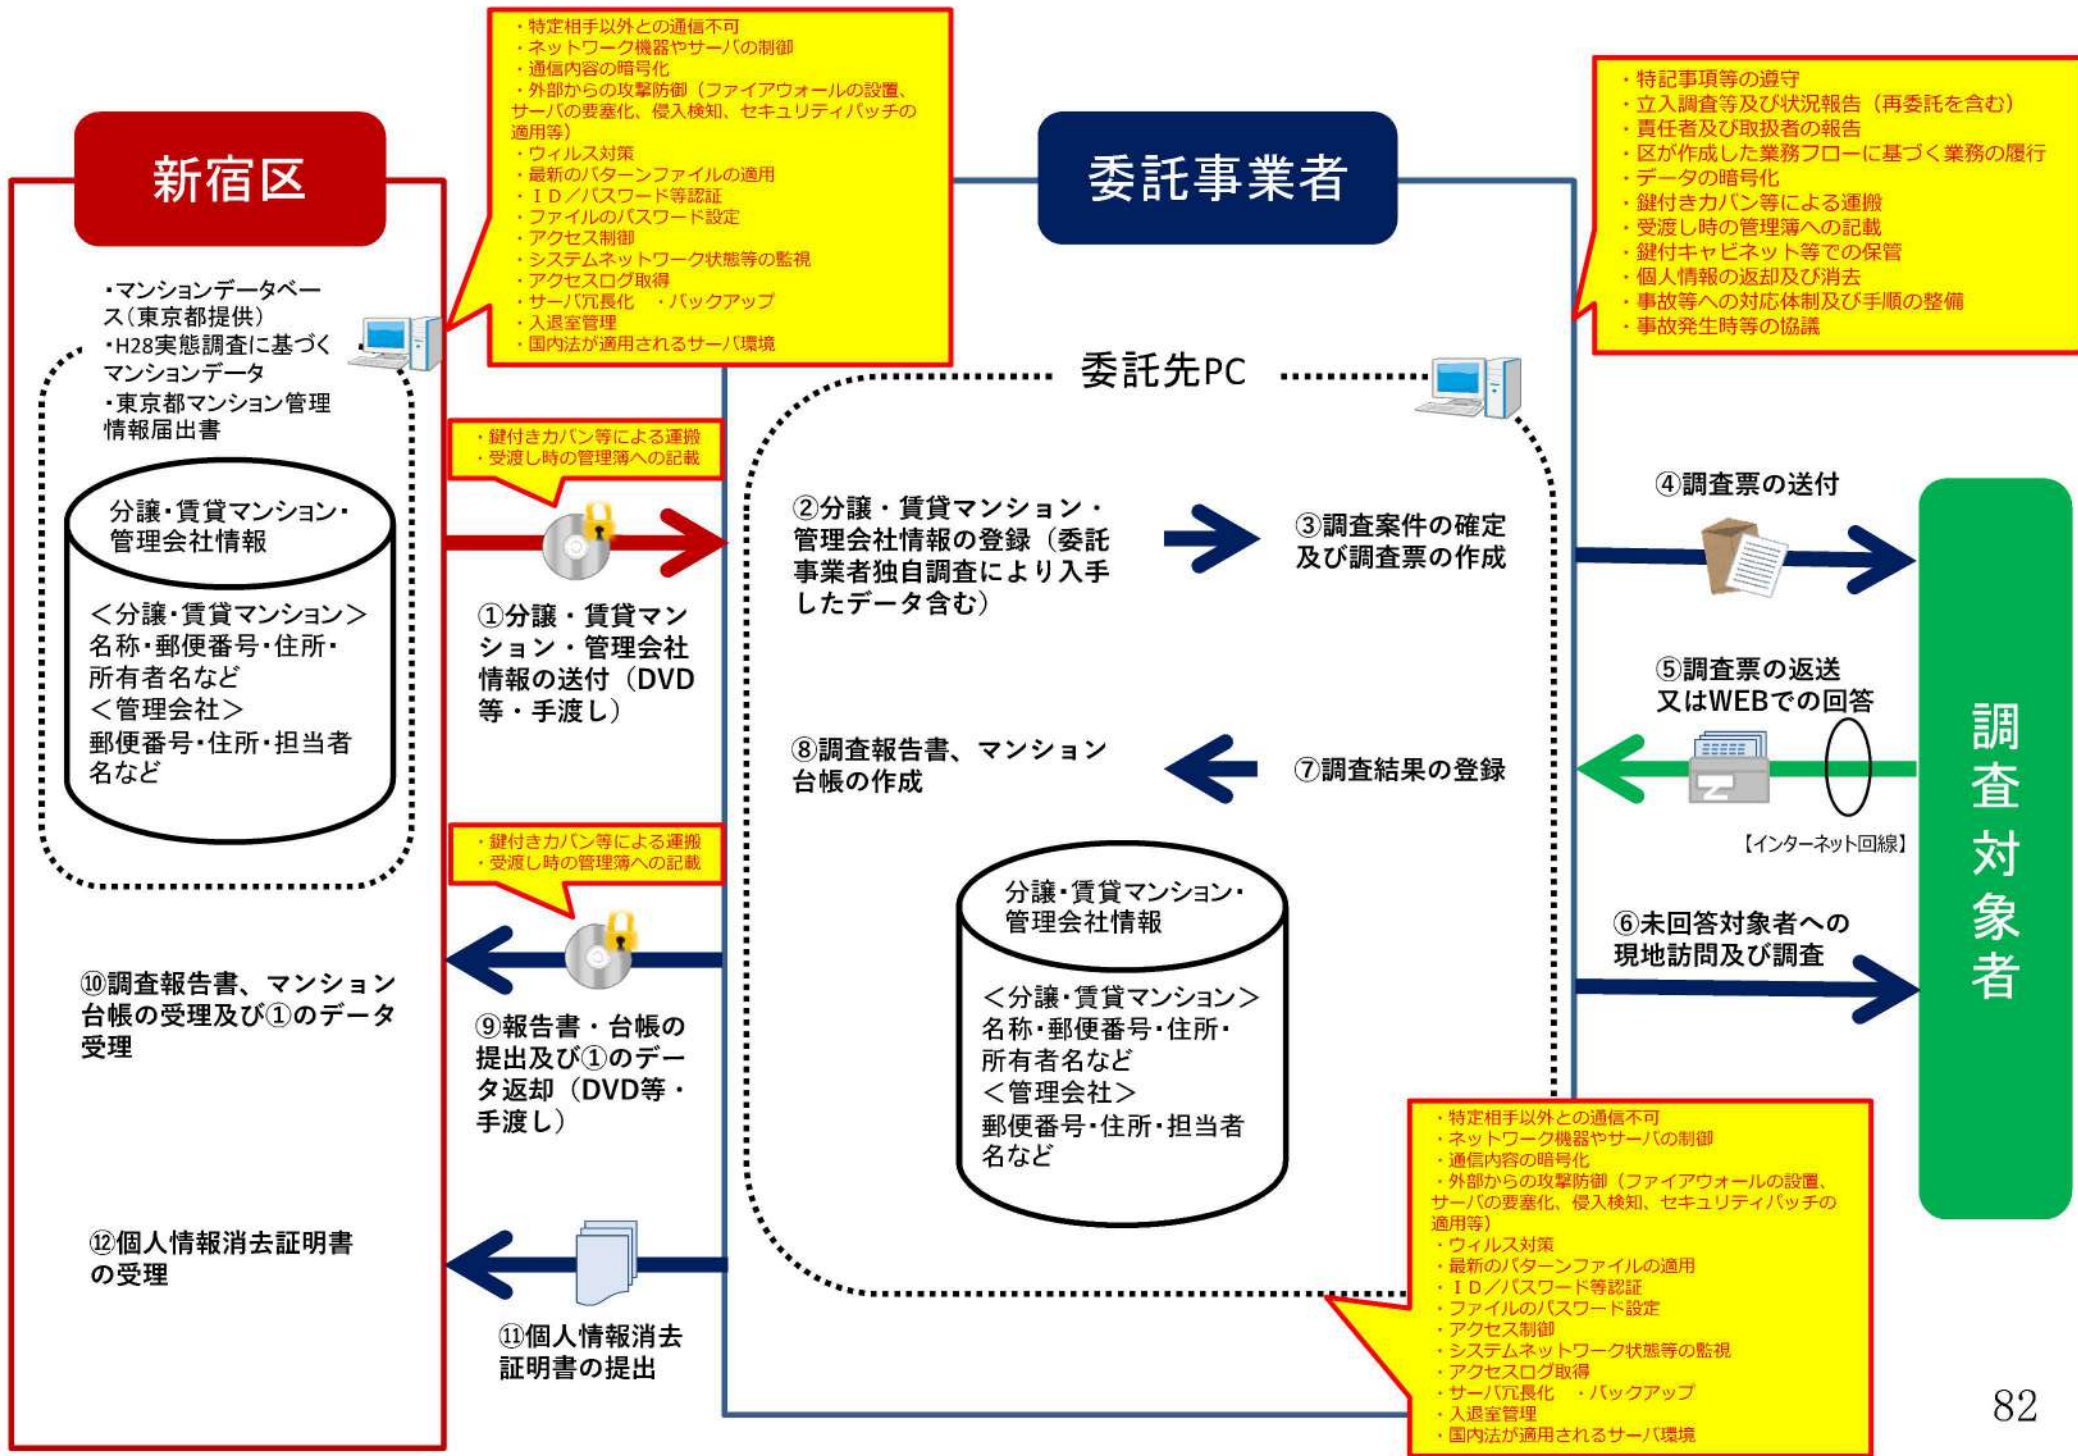 新宿区
・マンションデータベー
ス(東京都提供)
・H28実態調査に基づく
マンションデータ
・東京都マンション管理
情報届出書
分譲・賃貸マンション・
管理会社情報
＜分譲・賃貸マンション＞
名称・郵便番号・住所・
所有者名など
＜管理会社＞
郵便番号・住所・担当者
名など
⑩調査報告書、マンション
台帳の受理及び①のデータ
受理
⑫個人情報消去証明書
の受理
・特定相手以外との通信不可
・ネットワーク機器やサーバの制御
・通信内容の暗号化
・外部からの攻撃防御（ファイアウォールの設置、
サーバの要塞化、侵入検知、セキュリティパッチの
適用等）
・ウィルス対策
・最新のパターンファイルの適用
・ＩＤ／パスワード等認証
・ファイルのパスワード設定
・アクセス制御
・システムネットワーク状態等の監視
・アクセスログ取得
・サーバ冗長化　・バックアップ
・入退室管理
・国内法が適用されるサーバ環境
・鍵付きカバン等による運搬
・受渡し時の管理簿への記載
①分譲・賃貸マン
ション・管理会社
情報の送付（DVD
等・手渡し）
・鍵付きカバン等による運搬
・受渡し時の管理簿への記載
⑨報告書・台帳の
提出及び①のデー
タ返却（DVD等・
手渡し）
⑪個人情報消去
証明書の提出
委託事業者
委託先PC
②分譲・賃貸マンション・
管理会社情報の登録（委託
事業者独自調査により入手
したデータ含む）
③調査案件の確定
及び調査票の作成
⑧調査報告書、マンション
台帳の作成
⑦調査結果の登録
分譲・賃貸マンション・
管理会社情報
＜分譲・賃貸マンション＞
名称・郵便番号・住所・
所有者名など
＜管理会社＞
郵便番号・住所・担当者
名など
・特記事項等の遵守
・立入調査等及び状況報告（再委託を含む）
・責任者及び取扱者の報告
・区が作成した業務フローに基づく業務の履行
・データの暗号化
・鍵付きカバン等による運搬
・受渡し時の管理簿への記載
・鍵付キャビネット等での保管
・個人情報の返却及び消去
・事故等への対応体制及び手順の整備
・事故発生時等の協議
④調査票の送付
⑤調査票の返送
又はWEBでの回答
【インターネット回線】
⑥未回答対象者への
現地訪問及び調査
調査対象者
・特定相手以外との通信不可
・ネットワーク機器やサーバの制御
・通信内容の暗号化
・外部からの攻撃防御（ファイアウォールの設置、
サーバの要塞化、侵入検知、セキュリティパッチの
適用等）
・ウィルス対策
・最新のパターンファイルの適用
・ＩＤ／パスワード等認証
・ファイルのパスワード設定
・アクセス制御
・システムネットワーク状態等の監視
・アクセスログ取得
・サーバ冗長化　・バックアップ
・入退室管理
・国内法が適用されるサーバ環境
82